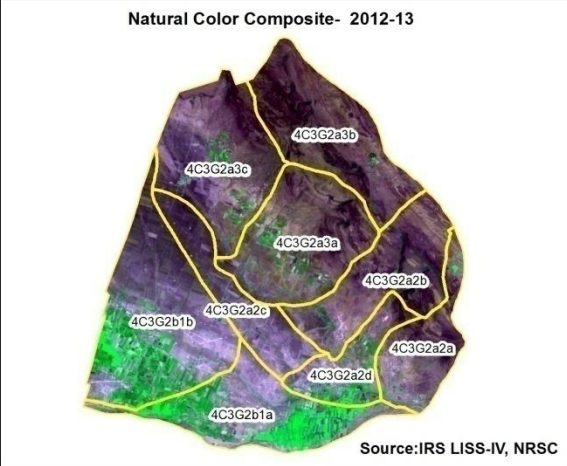 Natural Color Composite- 2012-13
4C3G2a3b
4C3G2a3c
4C3G2a3a
4C3G2a2b
4C3G2a2c
4C3G2b1b
4C3G2a2a
4C3G2a2d
4C3G2b1a
Source:IRS LISS-IV, NRSC